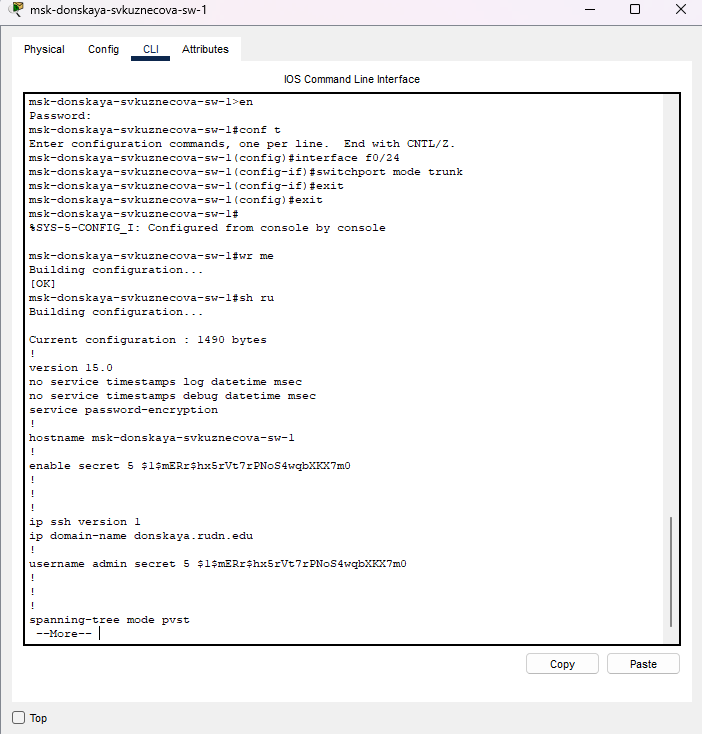 msk-donskaya-svkuznecova-sw-1
Physical Config CLI Attributes
IOS Command Line Interface
msk-donskaya-svkuznecova-sw-1>en
Password:
msk-donskaya-svkuznecova-sw-1#conf t
Enter configuration commands, one per line.  End with CNTL/Z.
msk-donskaya-svkuznecova-sw-1(config)#interface f0/24
msk-donskaya-svkuznecova-sw-1(config-if)#switchport mode trunk
msk-donskaya-svkuznecova-sw-1(config-if)#exit
msk-donskaya-svkuznecova-sw-1(config)#exit
msk-donskaya-svkuznecova-sw-1#
%SYS-5-CONFIG_I: Configured from console by console
msk-donskaya-svkuznecova-sw-1#wr me
Building configuration...
[OK]
msk-donskaya-svkuznecova-sw-1#sh ru
Building configuration...
Current configuration : 1490 bytes
!
version 15.0
no service timestamps log datetime msec
no service timestamps debug datetime msec
service password-encryption
!
hostname msk-donskaya-svkuznecova-sw-1
!
enable secret 5 $1$mERr$hx5rVt7rPNoS4wqbXKX7m0
!
!
!
ip ssh version 1
ip domain-name donskaya.rudn.edu
!
username admin secret 5 $1$mERr$hx5rVt7rPNoS4wqbXKX7m0
!
!
!
spanning-tree mode pvst
--More--
Copy Paste
Top